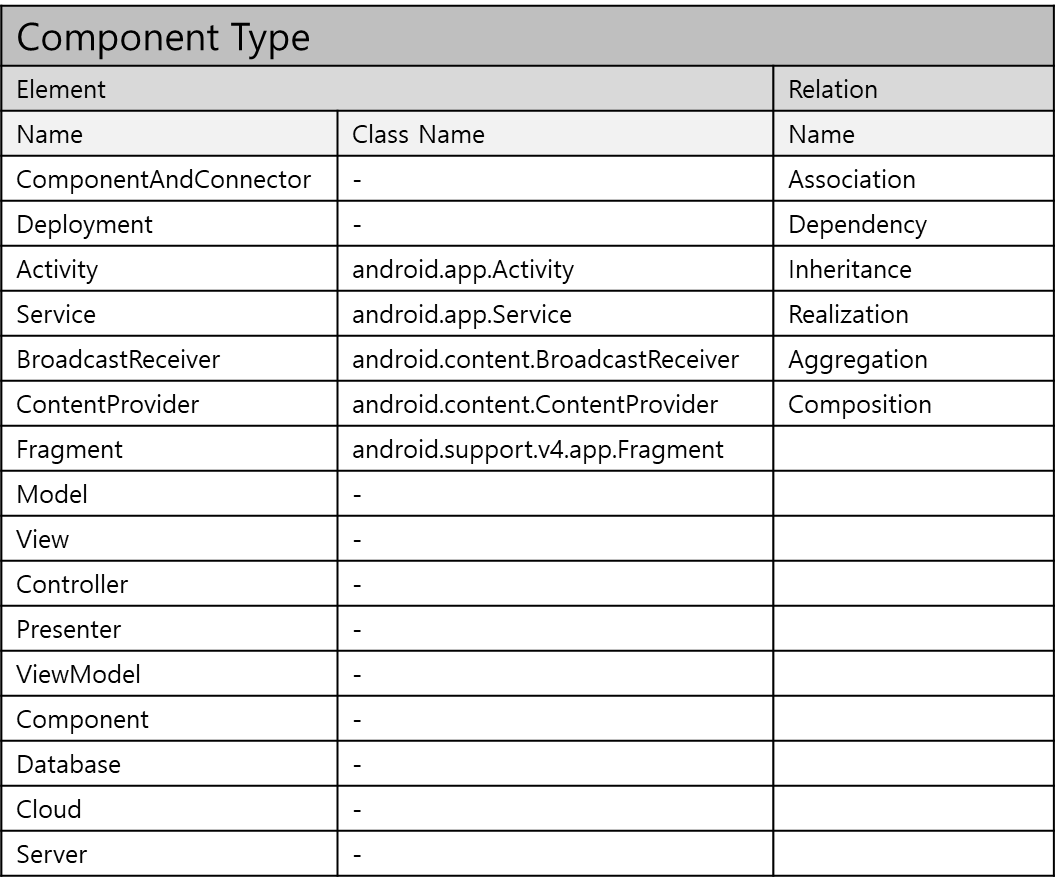 Component Type
Element Relation
Name Class Name Name
ComponentAndConnector - Association
Deployment - Dependency
Activity android.app.Activity Inheritance
Service android.app.Service Realization
BroadcastReceiver android.content.BroadcastReceiver Aggregation
ContentProvider android.content.ContentProvider Composition
Fragment android.support.v4.app.Fragment
Model -
View -
Controller -
Presenter -
ViewModel -
Component -
Database -
Cloud -
Server -